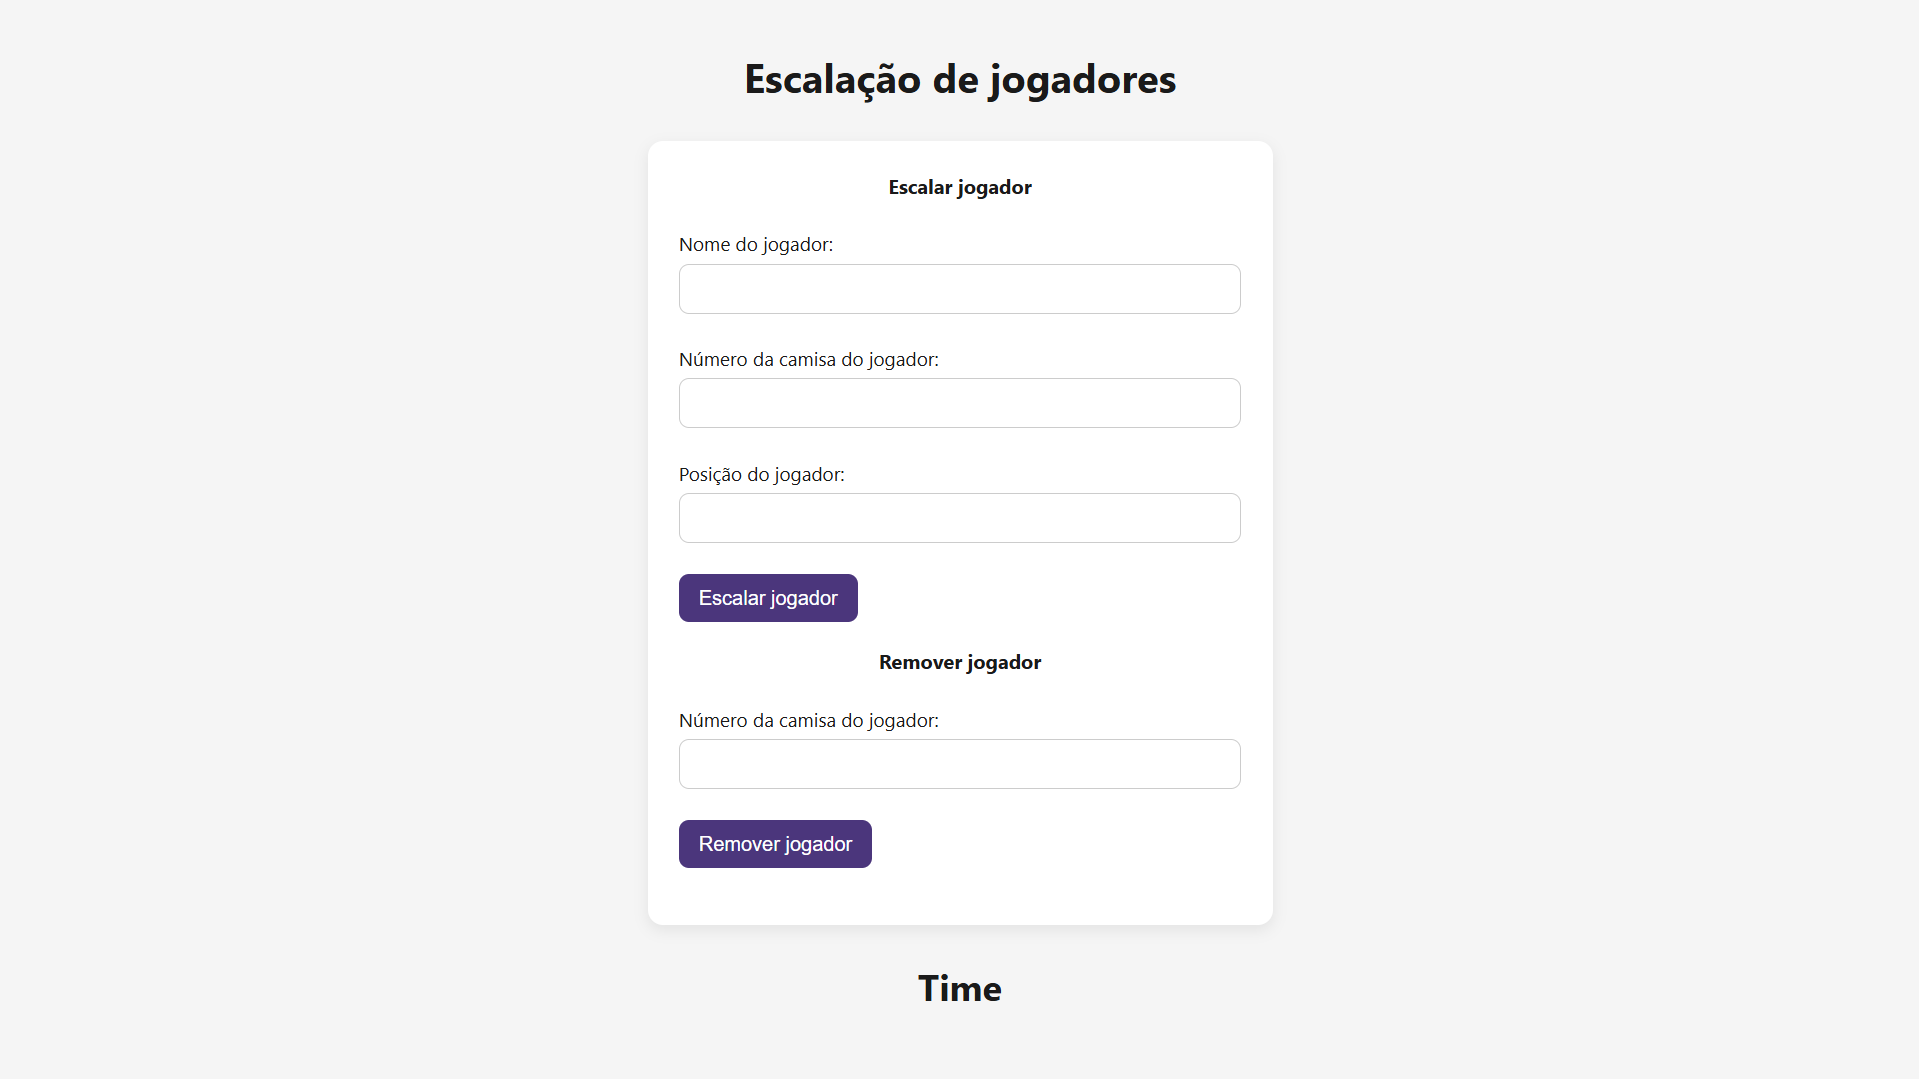 Escalação de jogadores
Escalar jogador
Nome do jogador:
Número da camisa do jogador:
Posição do jogador:
Escalar jogador
Remover jogador
Número da camisa do jogador:
Remover jogador
Time